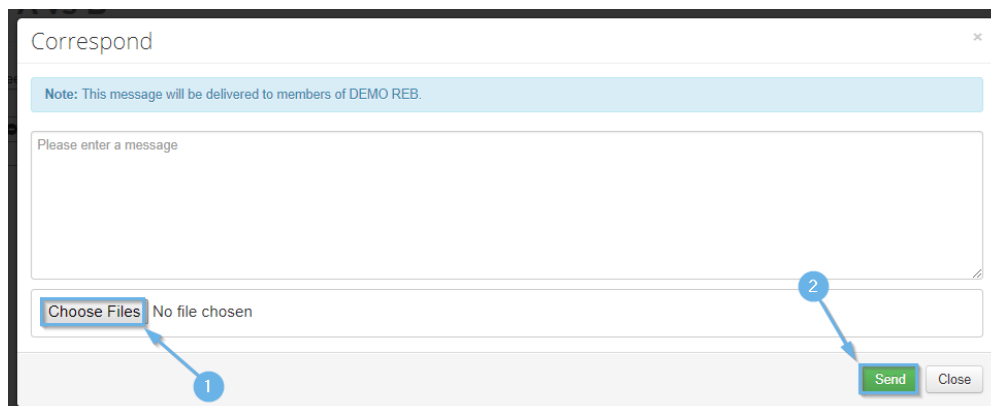 Correspond
×
Note: This message will be delivered to members of DEMO REB.
Please enter a message
2
Choose Files No file chosen
1
Send Close